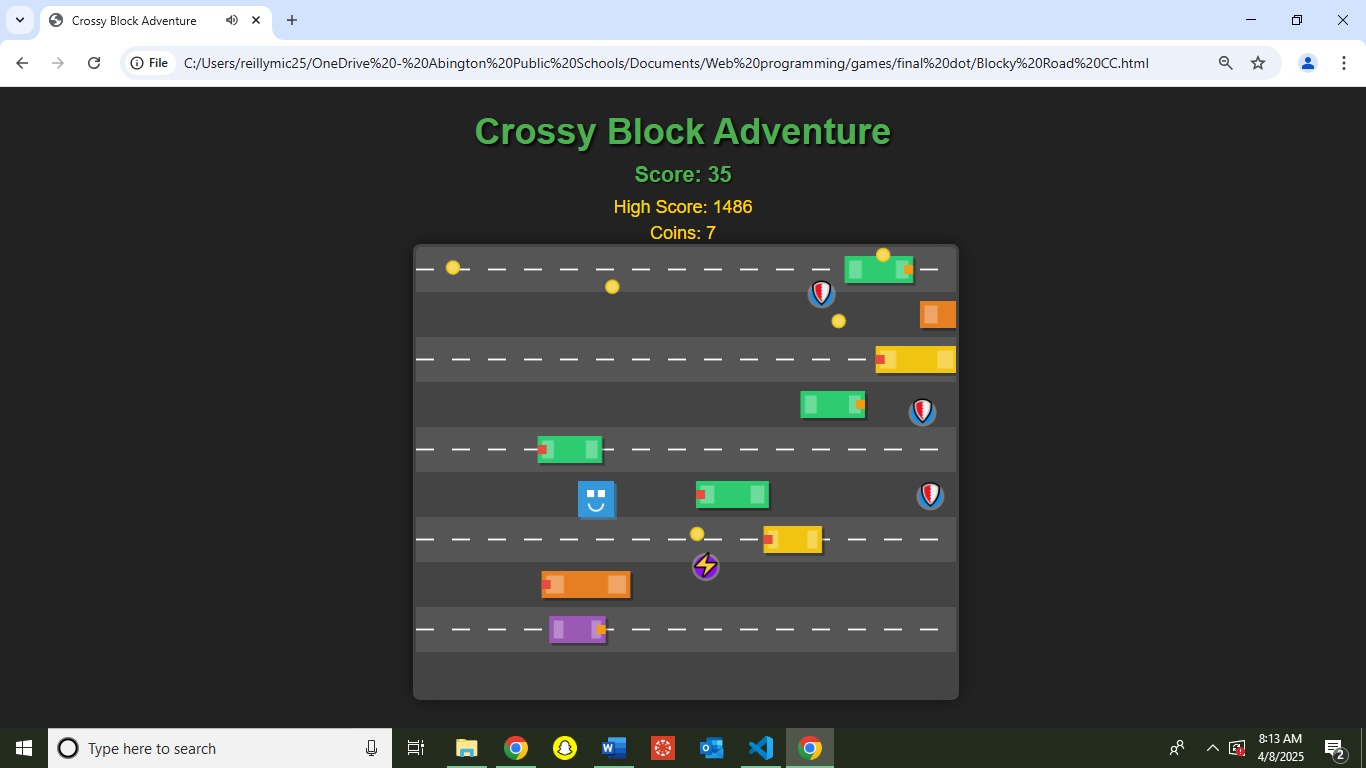 Crossy Block Adventure
File
C:/Users/reillymic25/OneDrive%20-%20Abington%20Public%20Schools/Documents/Web%20programming/games/final%20dot/Blocky%20Road%20CC.html
Crossy Block Adventure
Score: 35
High Score: 1486
Coins: 7
Type here to search
8:13 AM
4/8/2025
2